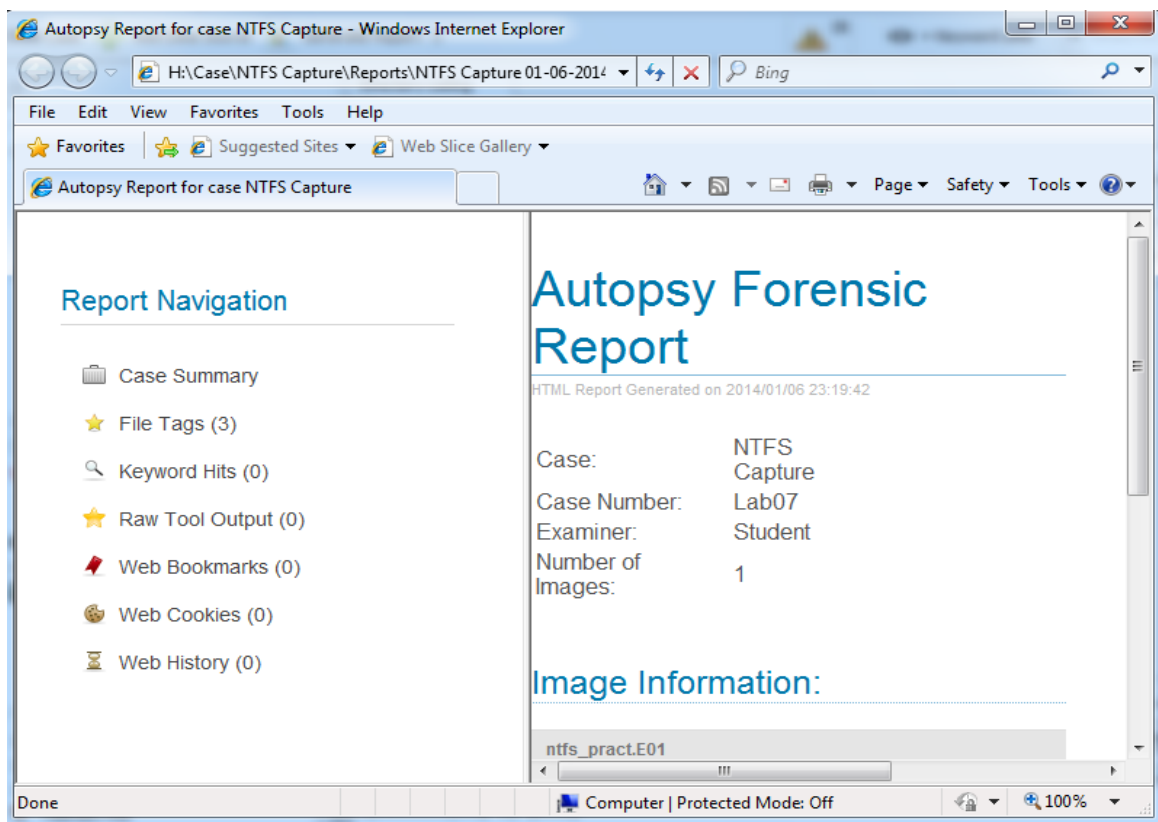 Autopsy Report for case NTFS Capture - Windows Internet Explorer
H:\Case\NTFS Capture\Reports\NTFS Capture 01-06-2014
Bing
File Edit View Favorites Tools Help
Favorites Suggested Sites Web Slice Gallery
Autopsy Report for case NTFS Capture
Page Safety Tools
Report Navigation
Case Summary
File Tags (3)
Keyword Hits (0)
Raw Tool Output (0)
Web Bookmarks (0)
Web Cookies (0)
Web History (0)
Autopsy Forensic
Report
HTML Report Generated on 2014/01/06 23:19:42
Case: NTFS
Capture
Case Number: Lab07
Examiner: Student
Number of
Images: 1
Image Information:
ntfs_pract.E01
Done
Computer | Protected Mode: Off
100%